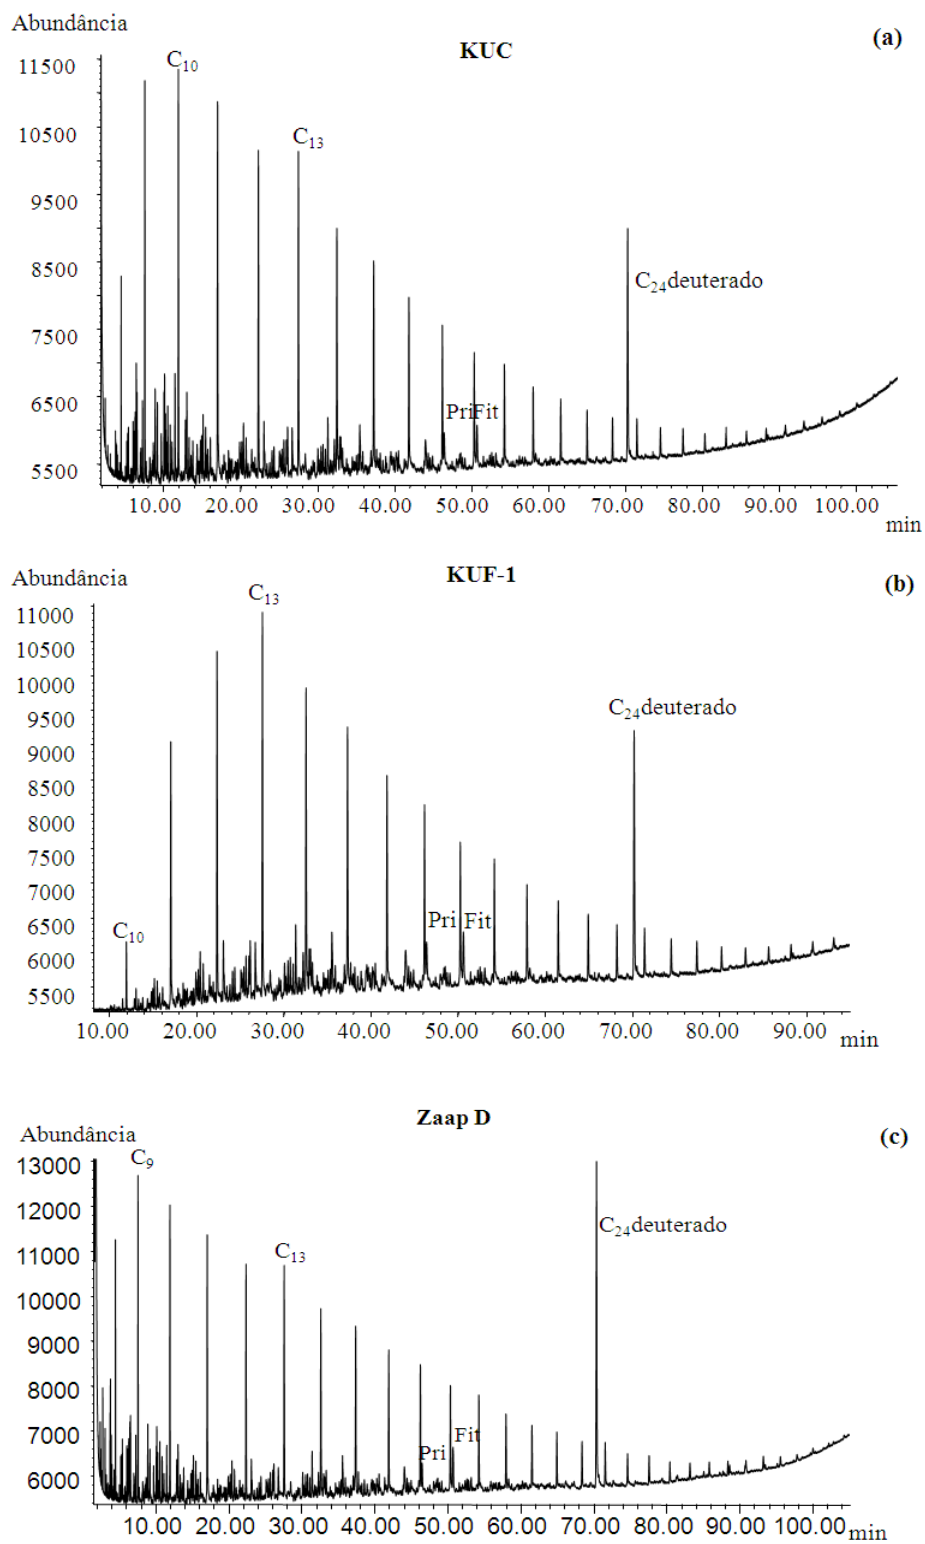 Abundância
KUC
(a)
C10
11500
10500
C13
9500
8500
C24deuterado
7500
6500
Pri Fit
5500
10.00 20.00 30.00 40.00 50.00 60.00 70.00 80.00 90.00 100.00
min
Abundância
KUF-1
(b)
C13
11000
10500
10000
9500
C24deuterado
9000
8500
8000
7500
7000
6500
Pri Fit
C10
6000
5500
10.00 20.00 30.00 40.00 50.00 60.00 70.00 80.00 90.00
min
Zaap D
Abundância
(c)
C9
13000
12000
C24deuterado
11000
C13
10000
9000
8000
7000
Fit
Pri
6000
10.00 20.00 30.00 40.00 50.00 60.00 70.00 80.00 90.00 100.00
min